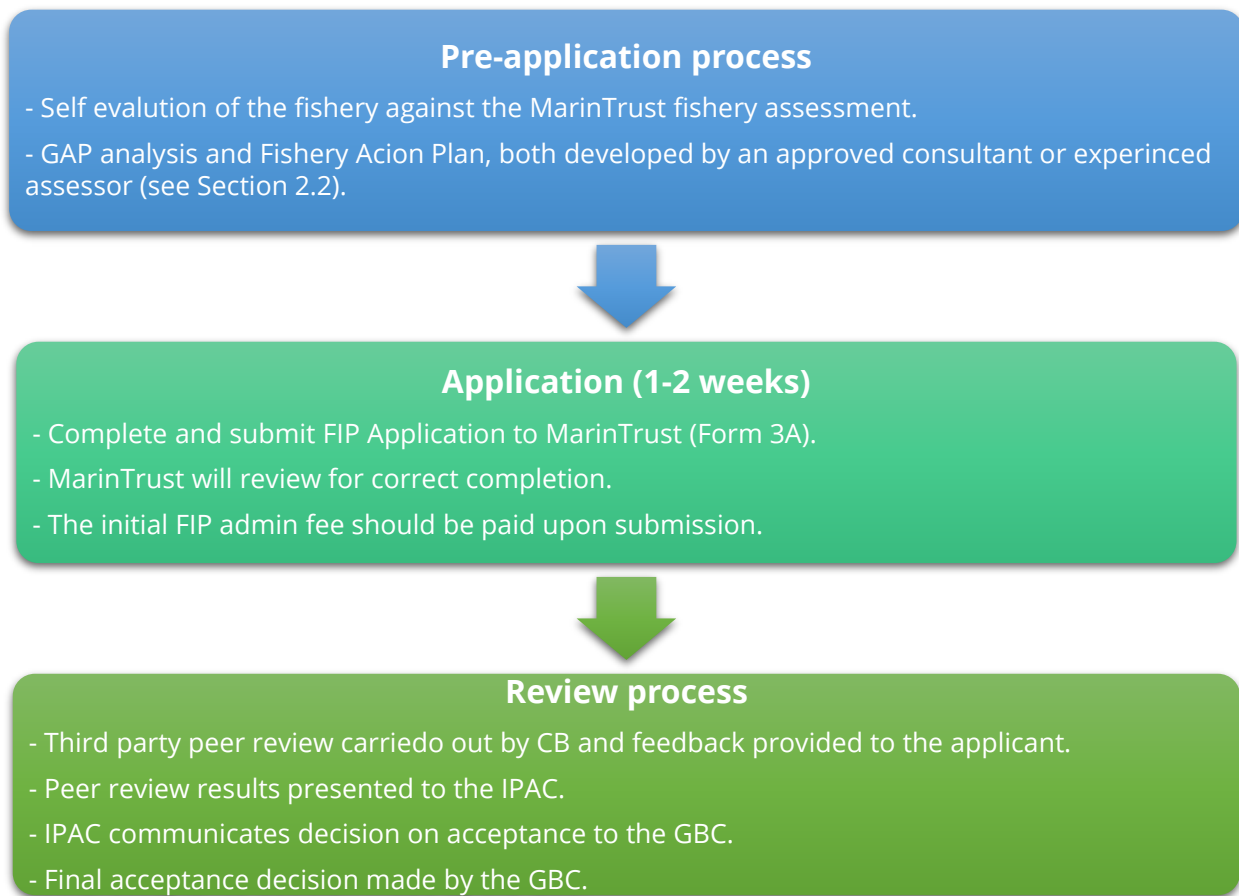 Pre-application process
- Self evalution of the fishery against the MarinTrust fishery assessment.
- GAP analysis and Fishery Acion Plan, both developed by an approved consultant or experinced
assessor (see Section 2.2).
Application (1-2 weeks)
- Complete and submit FIP Application to MarinTrust (Form 3A).
- MarinTrust will review for correct completion.
- The initial FIP admin fee should be paid upon submission.
Review process
- Third party peer review carriedo out by CB and feedback provided to the applicant.
- Peer review results presented to the IPAC.
- IPAC communicates decision on acceptance to the GBC.
- Final acceptance decision made by the GBC.